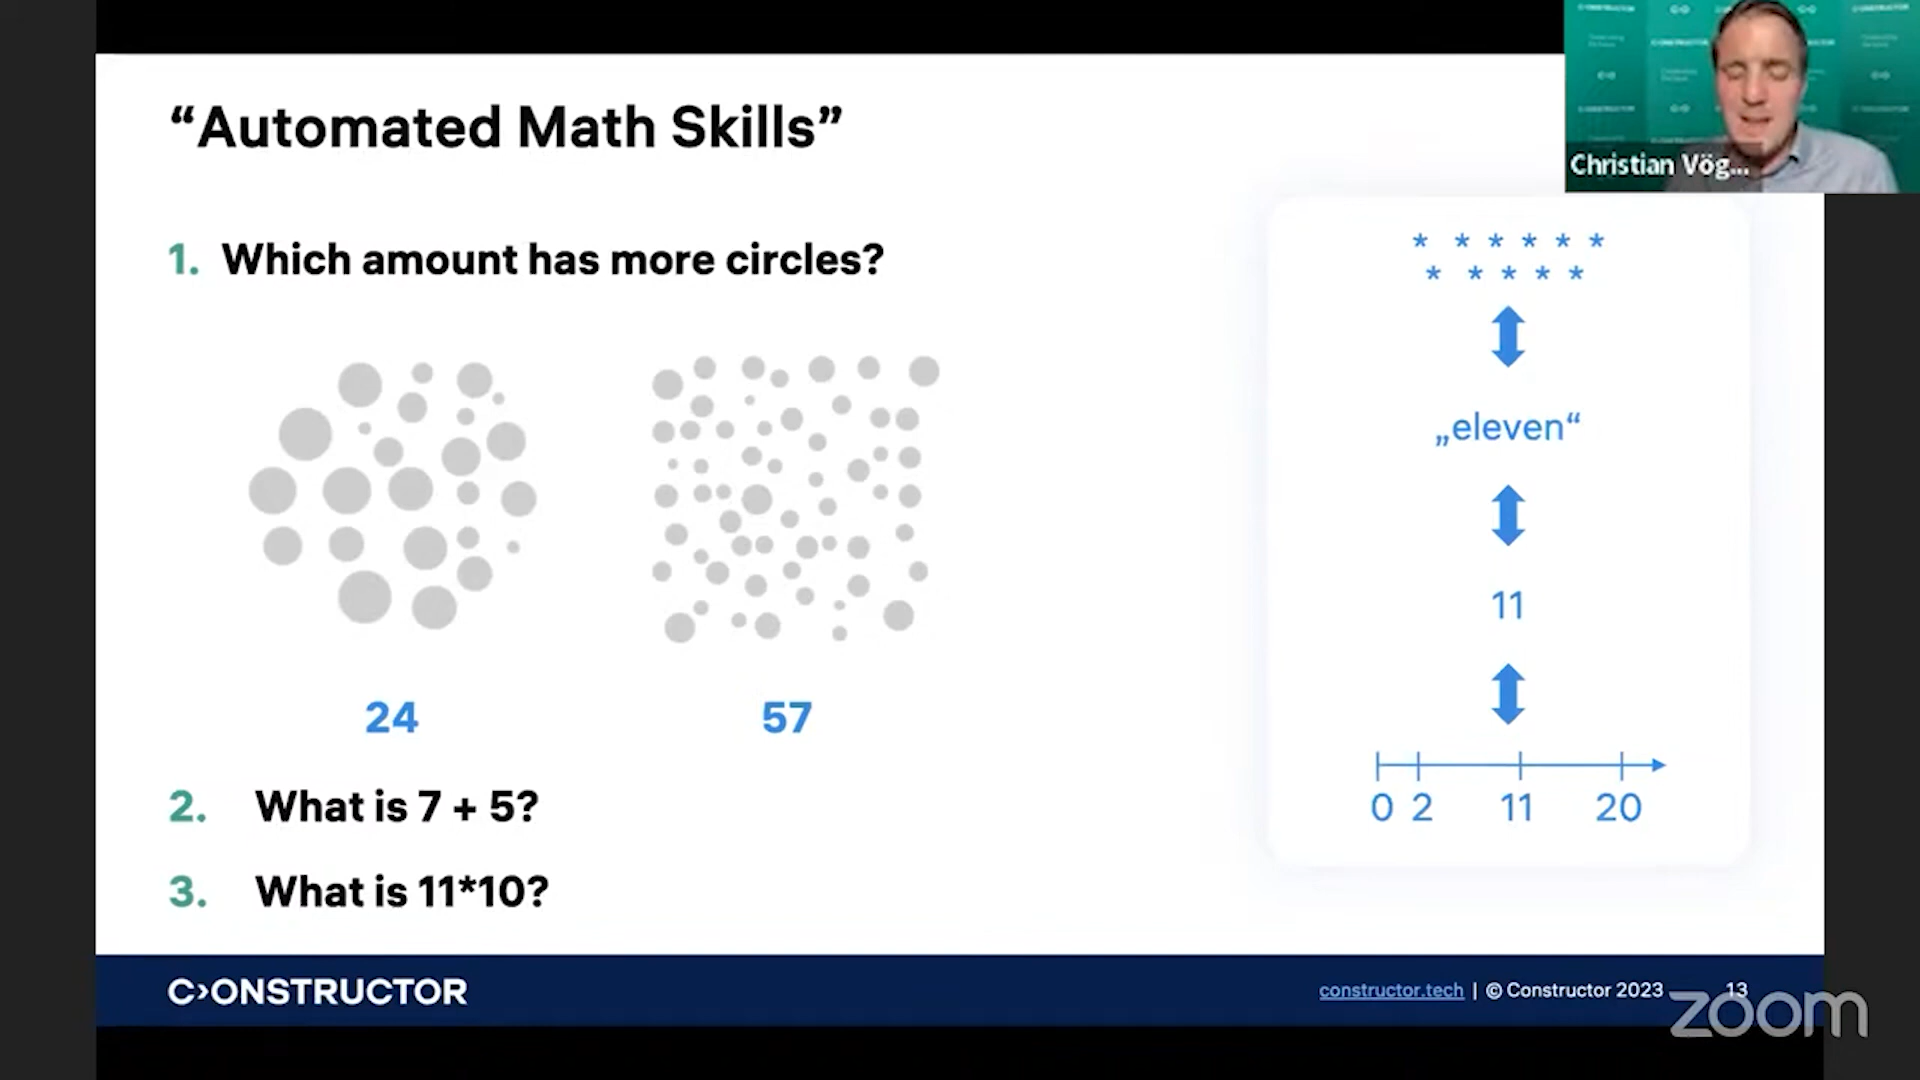 “Automated Math Skills”
Christian Vög...
1. Which amount has more circles?
* * * * * *
* * * * *
„eleven“
11
0 2 11 20
24
57
2. What is 7 + 5?
3. What is 11*10?
C›ONSTRUCTOR
constructor.tech | © Constructor 2023
13
zoom